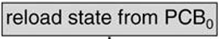 reload state from PCB₀